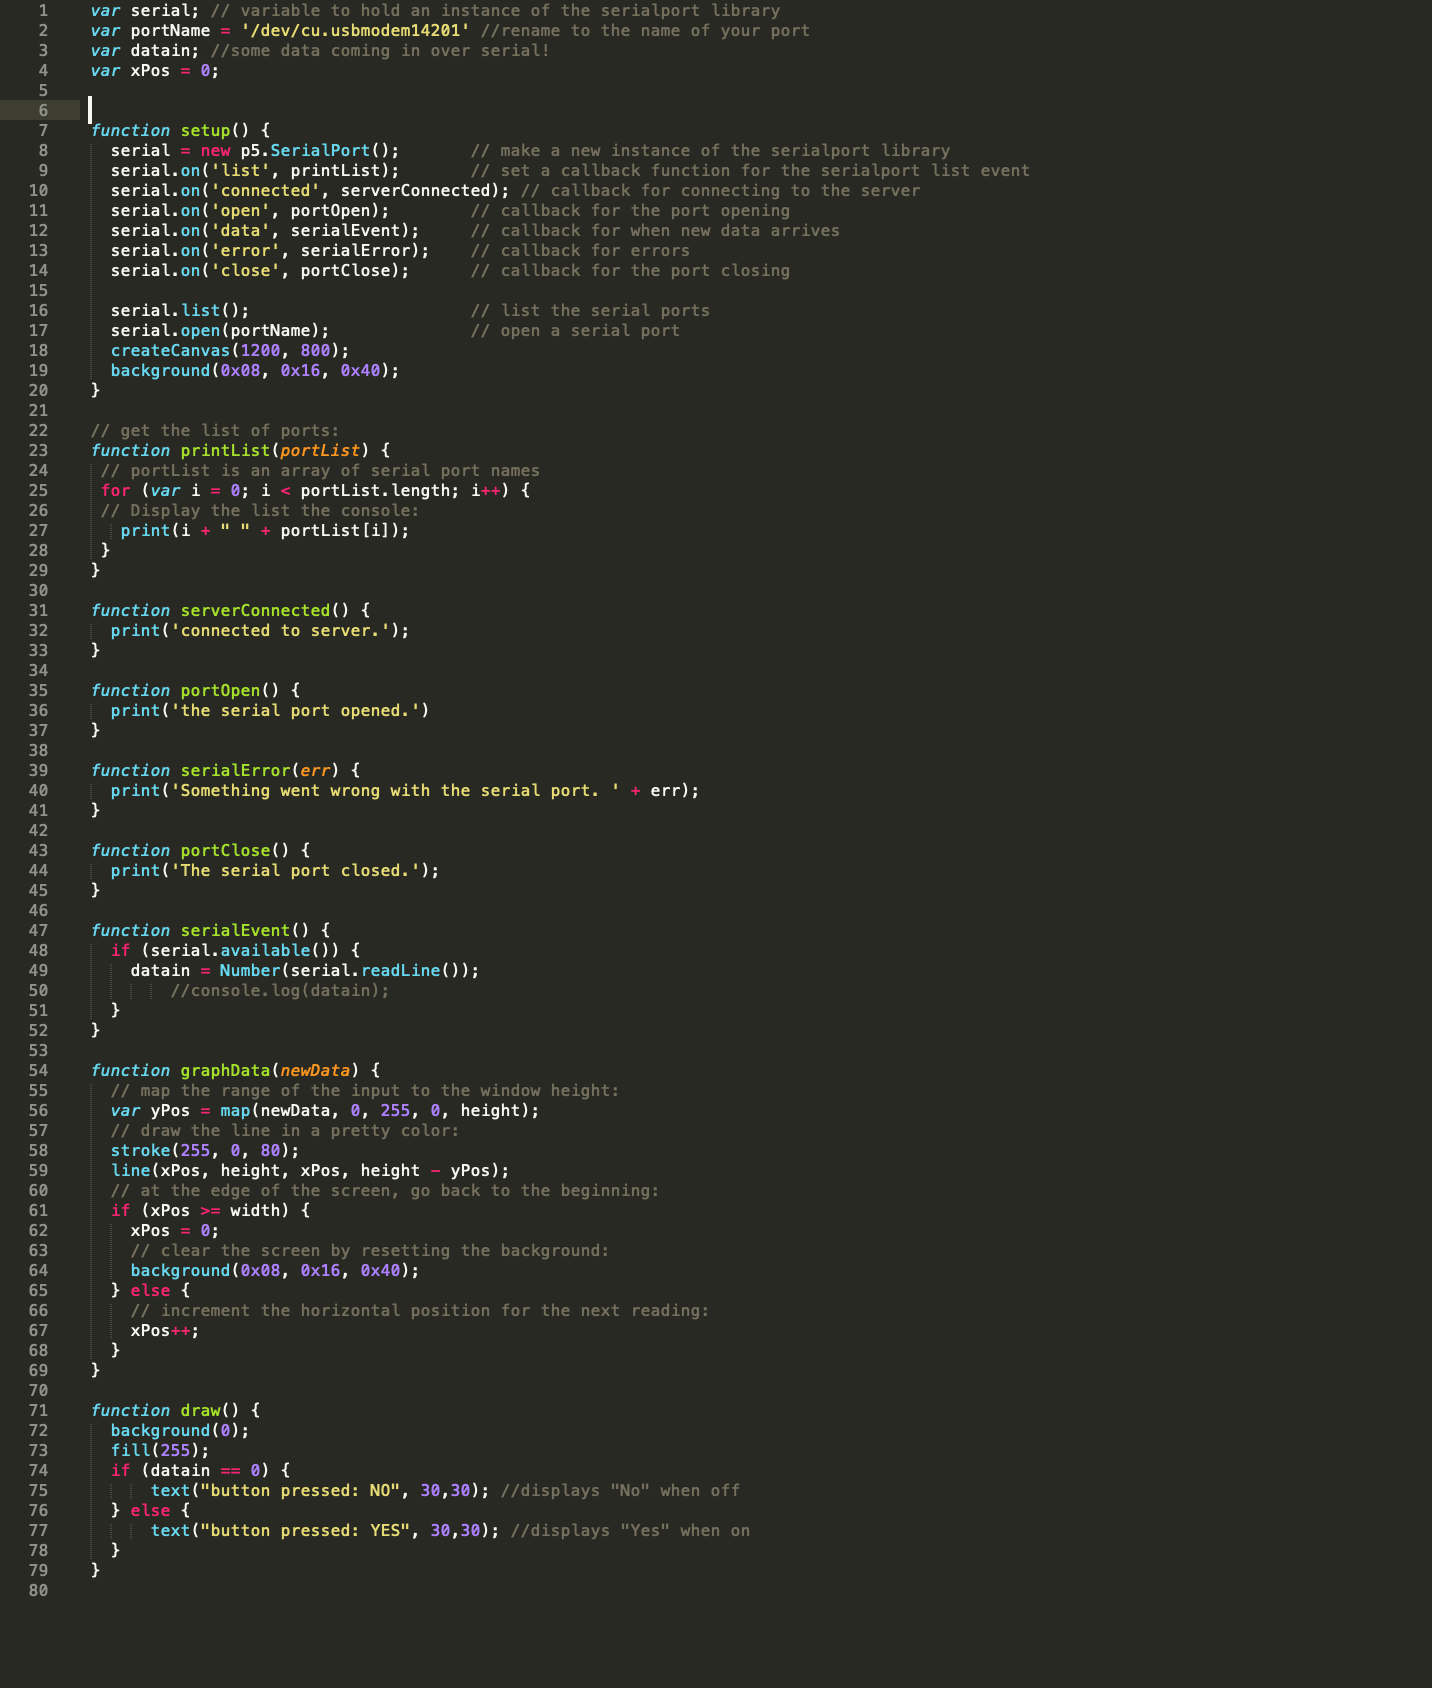 1 var serial; // variable to hold an instance of the serialport library
2 var portName = '/dev/cu.usbmodem14201' //rename to the name of your port
3 var datain; //some data coming in over serial!
4 var xPos = 0;
5
6
7 function setup() {
8   serial = new p5.SerialPort();       // make a new instance of the serialport library
9   serial.on('list', printList);       // set a callback function for the serialport list event
10   serial.on('connected', serverConnected); // callback for connecting to the server
11   serial.on('open', portOpen);        // callback for the port opening
12   serial.on('data', serialEvent);     // callback for when new data arrives
13   serial.on('error', serialError);    // callback for errors
14   serial.on('close', portClose);      // callback for the port closing
15
16   serial.list();                      // list the serial ports
17   serial.open(portName);              // open a serial port
18   createCanvas(1200, 800);
19   background(0x08, 0x16, 0x40);
20 }
21
22 // get the list of ports:
23 function printList(portList) {
24  // portList is an array of serial port names
25  for (var i = 0; i < portList.length; i++) {
26  // Display the list the console:
27    print(i + " " + portList[i]);
28  }
29 }
30
31 function serverConnected() {
32   print('connected to server.');
33 }
34
35 function portOpen() {
36   print('the serial port opened.')
37 }
38
39 function serialError(err) {
40   print('Something went wrong with the serial port. ' + err);
41 }
42
43 function portClose() {
44   print('The serial port closed.');
45 }
46
47 function serialEvent() {
48   if (serial.available()) {
49     datain = Number(serial.readLine());
50         //console.log(datain);
51   }
52 }
53
54 function graphData(newData) {
55   // map the range of the input to the window height:
56   var yPos = map(newData, 0, 255, 0, height);
57   // draw the line in a pretty color:
58   stroke(255, 0, 80);
59   line(xPos, height, xPos, height - yPos);
60   // at the edge of the screen, go back to the beginning:
61   if (xPos >= width) {
62     xPos = 0;
63     // clear the screen by resetting the background:
64     background(0x08, 0x16, 0x40);
65   } else {
66     // increment the horizontal position for the next reading:
67     xPos++;
68   }
69 }
70
71 function draw() {
72   background(0);
73   fill(255);
74   if (datain == 0) {
75       text("button pressed: NO", 30,30); //displays "No" when off
76   } else {
77       text("button pressed: YES", 30,30); //displays "Yes" when on
78   }
79 }
80